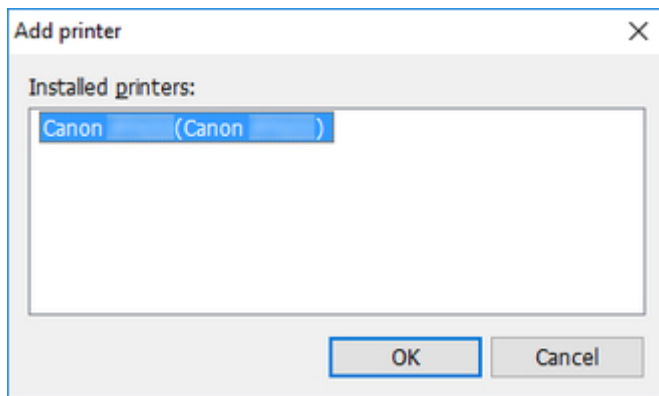 Add printer
Installed printers:
Canon (Canon )
OK
Cancel